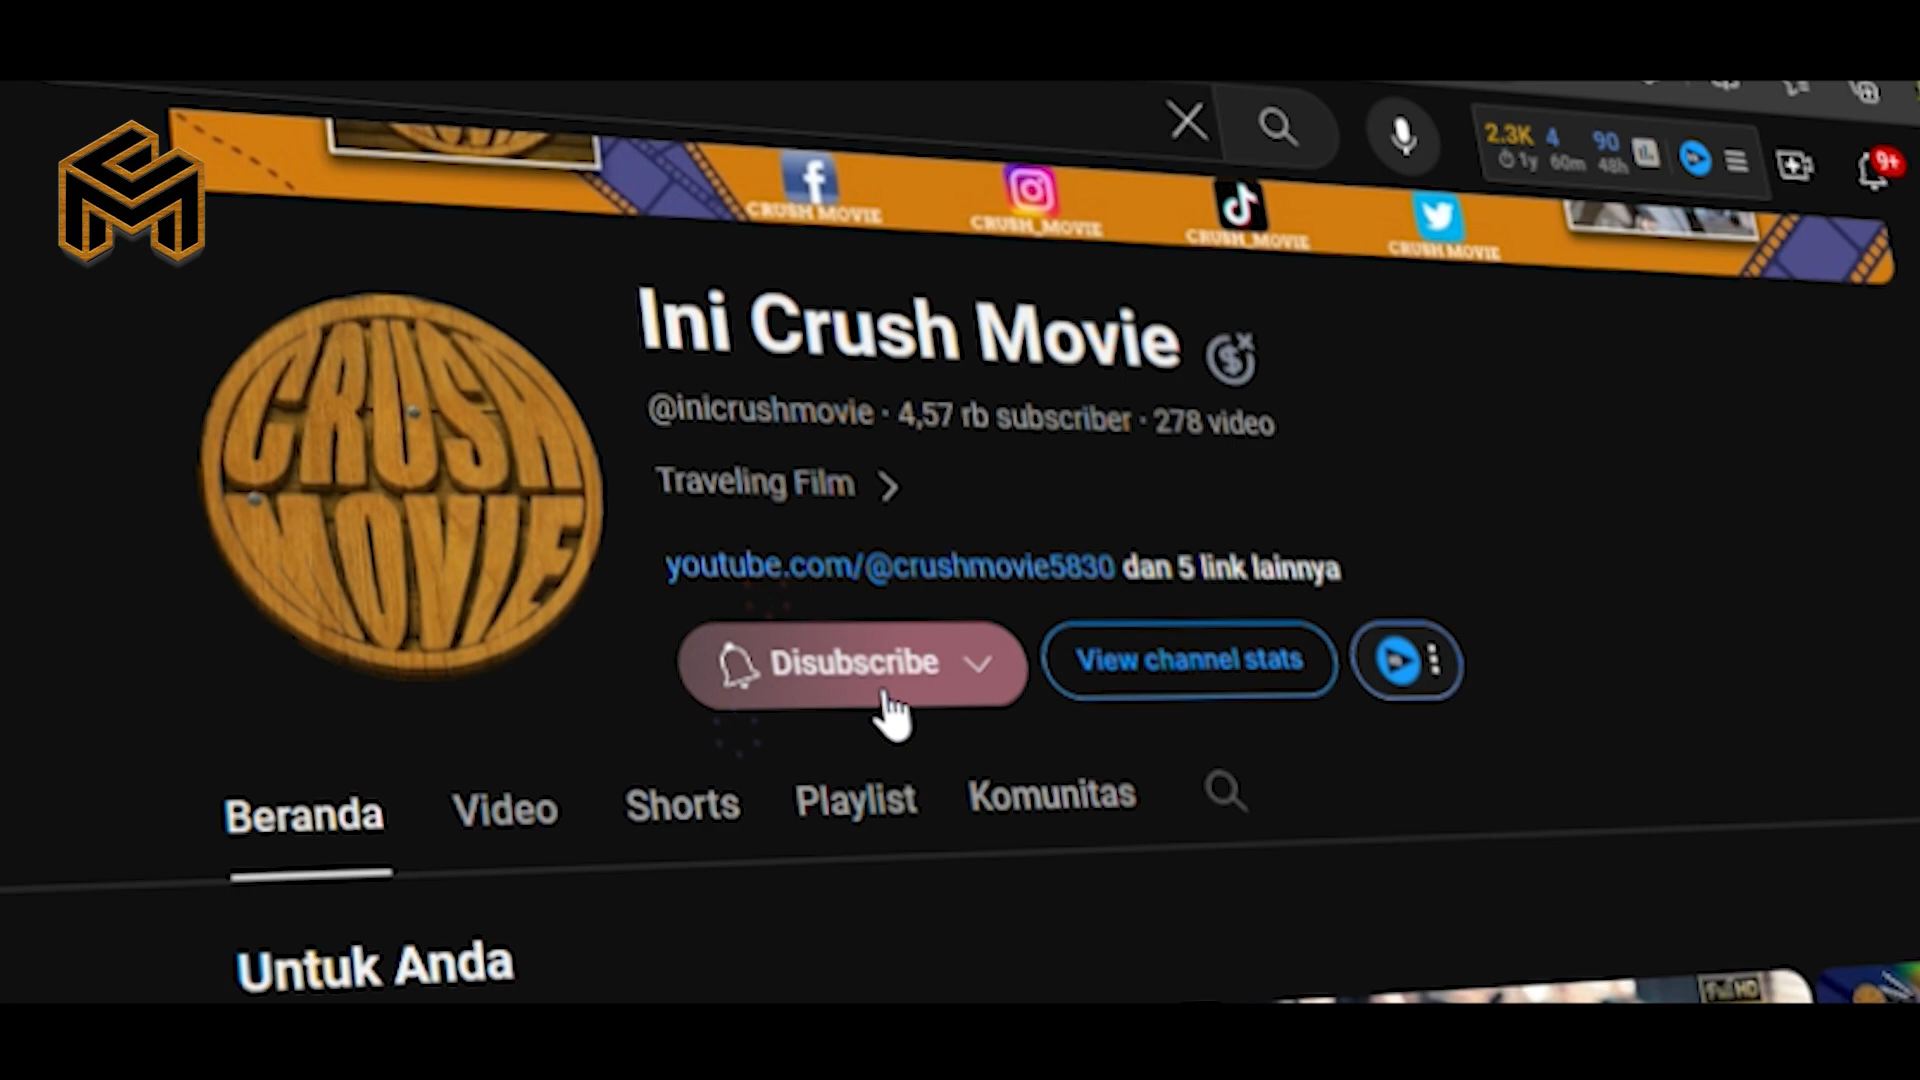 2.3K 4 90
1y 60m 48h
9+
CRUSH MOVIE
CRUSH_MOVIE
CRUSH_MOVIE
CRUSH MOVIE
CRUSH
MOVIE
Ini Crush Movie
@inicrushmovie · 4,57 rb subscriber · 278 video
Traveling Film
youtube.com/@crushmovie5830 dan 5 link lainnya
Disubscribe
View channel stats
Beranda Video Shorts Playlist Komunitas
Untuk Anda
Full HD